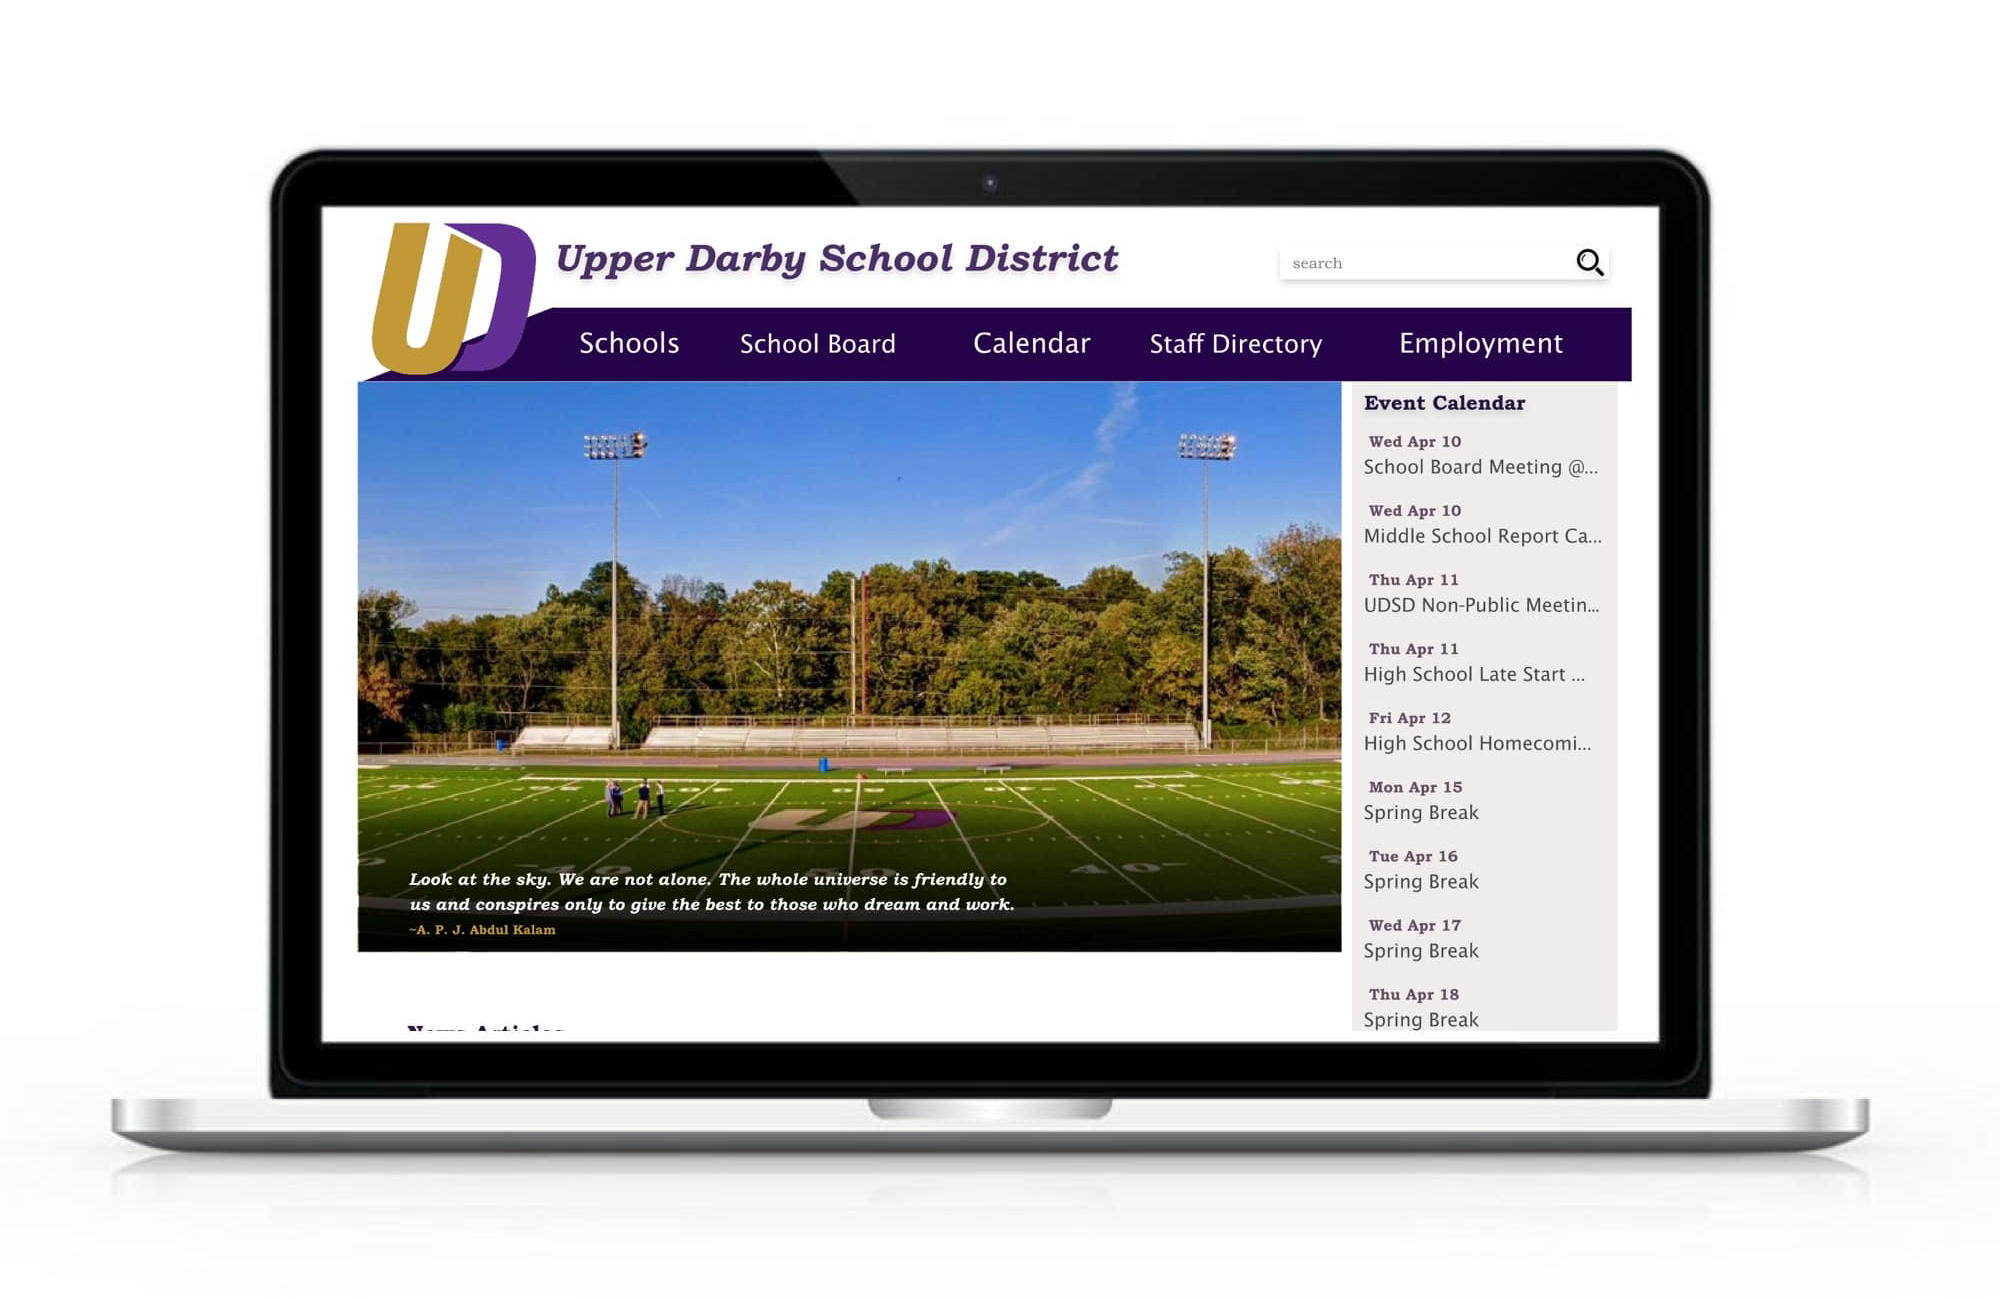 UD
Upper Darby School District
search
Schools
School Board
Calendar
Staff Directory
Employment
Look at the sky. We are not alone. The whole universe is friendly to
us and conspires only to give the best to those who dream and work.
~A. P. J. Abdul Kalam
Event Calendar
Wed Apr 10
School Board Meeting @...
Wed Apr 10
Middle School Report Ca...
Thu Apr 11
UDSD Non-Public Meetin...
Thu Apr 11
High School Late Start ...
Fri Apr 12
High School Homecomi...
Mon Apr 15
Spring Break
Tue Apr 16
Spring Break
Wed Apr 17
Spring Break
Thu Apr 18
Spring Break
News Articles